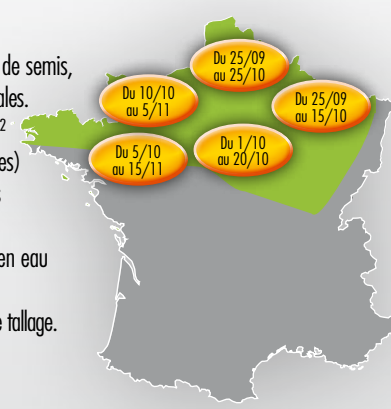 de semis,
ales.
2
es)
s
en eau
e tallage.
Du 25/09
au 25/10
Du 10/10
au 5/11
Du 25/09
au 15/10
Du 5/10
au 15/11
Du 1/10
au 20/10